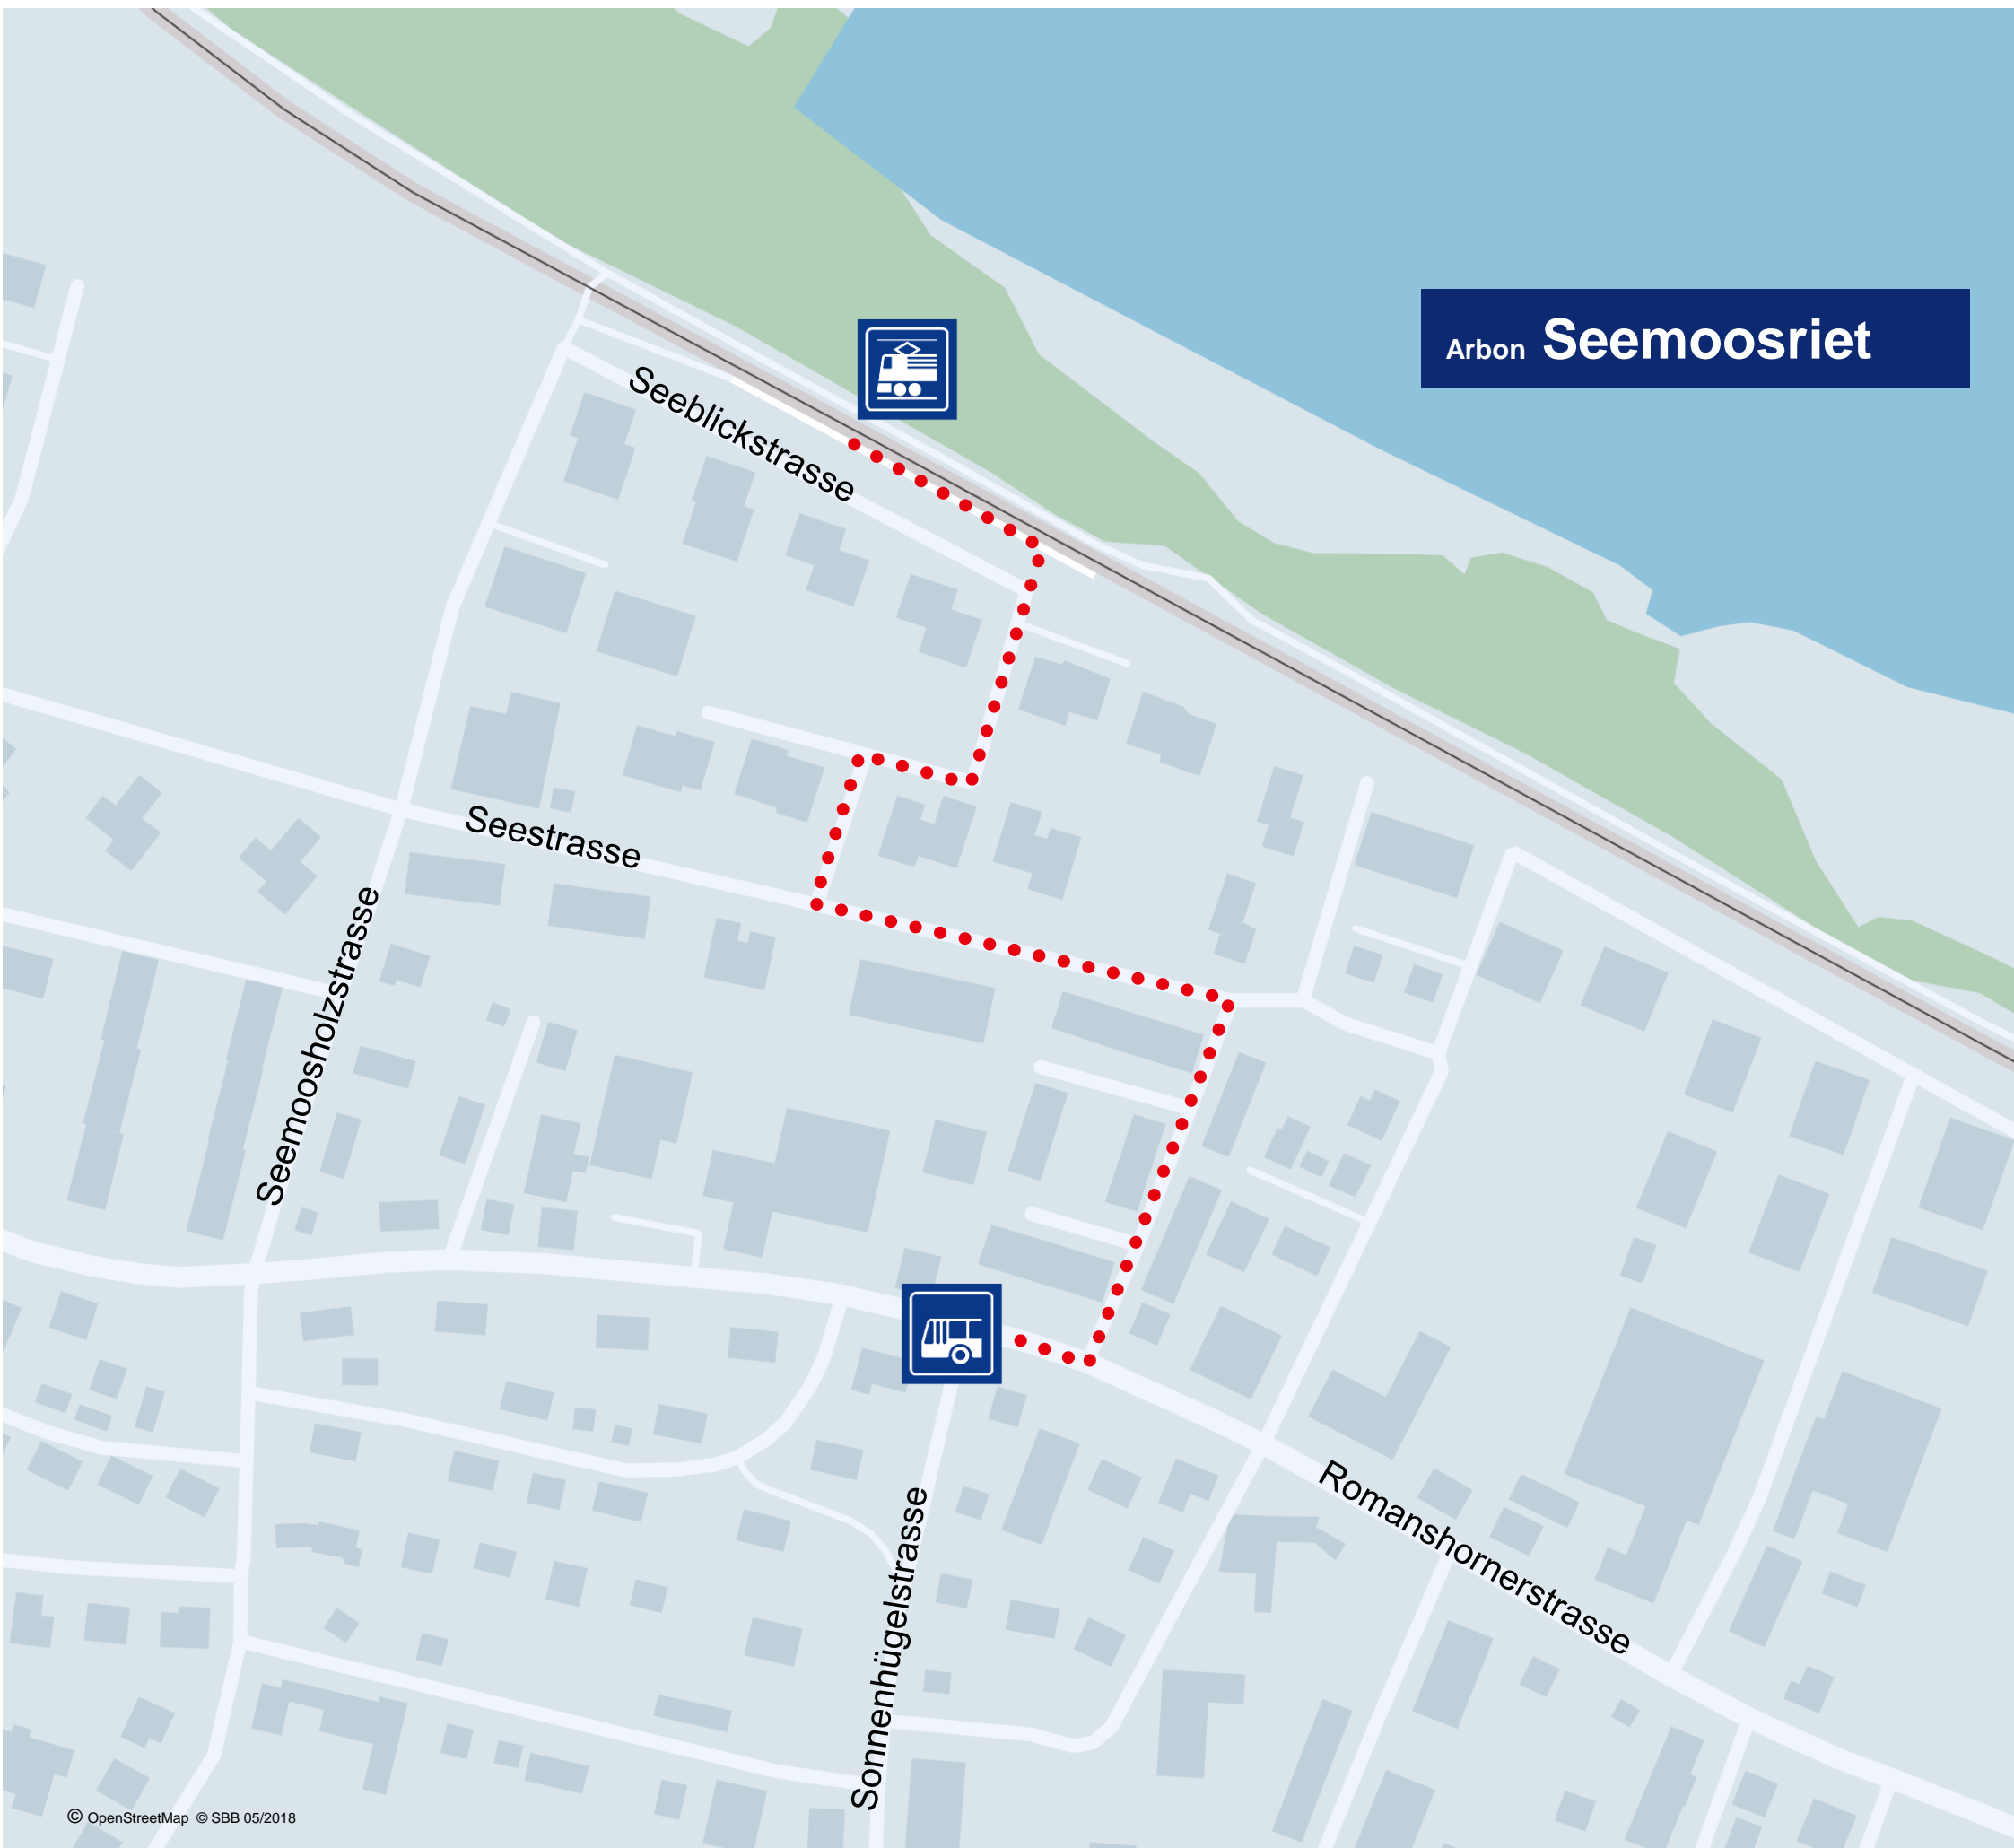 Arbon Seemoosriet
Seeblickstrasse
Seestrasse
Seemoosholzstrasse
Romanshornerstrasse
Sonnenhügelstrasse
© OpenStreetMap © SBB 05/2018